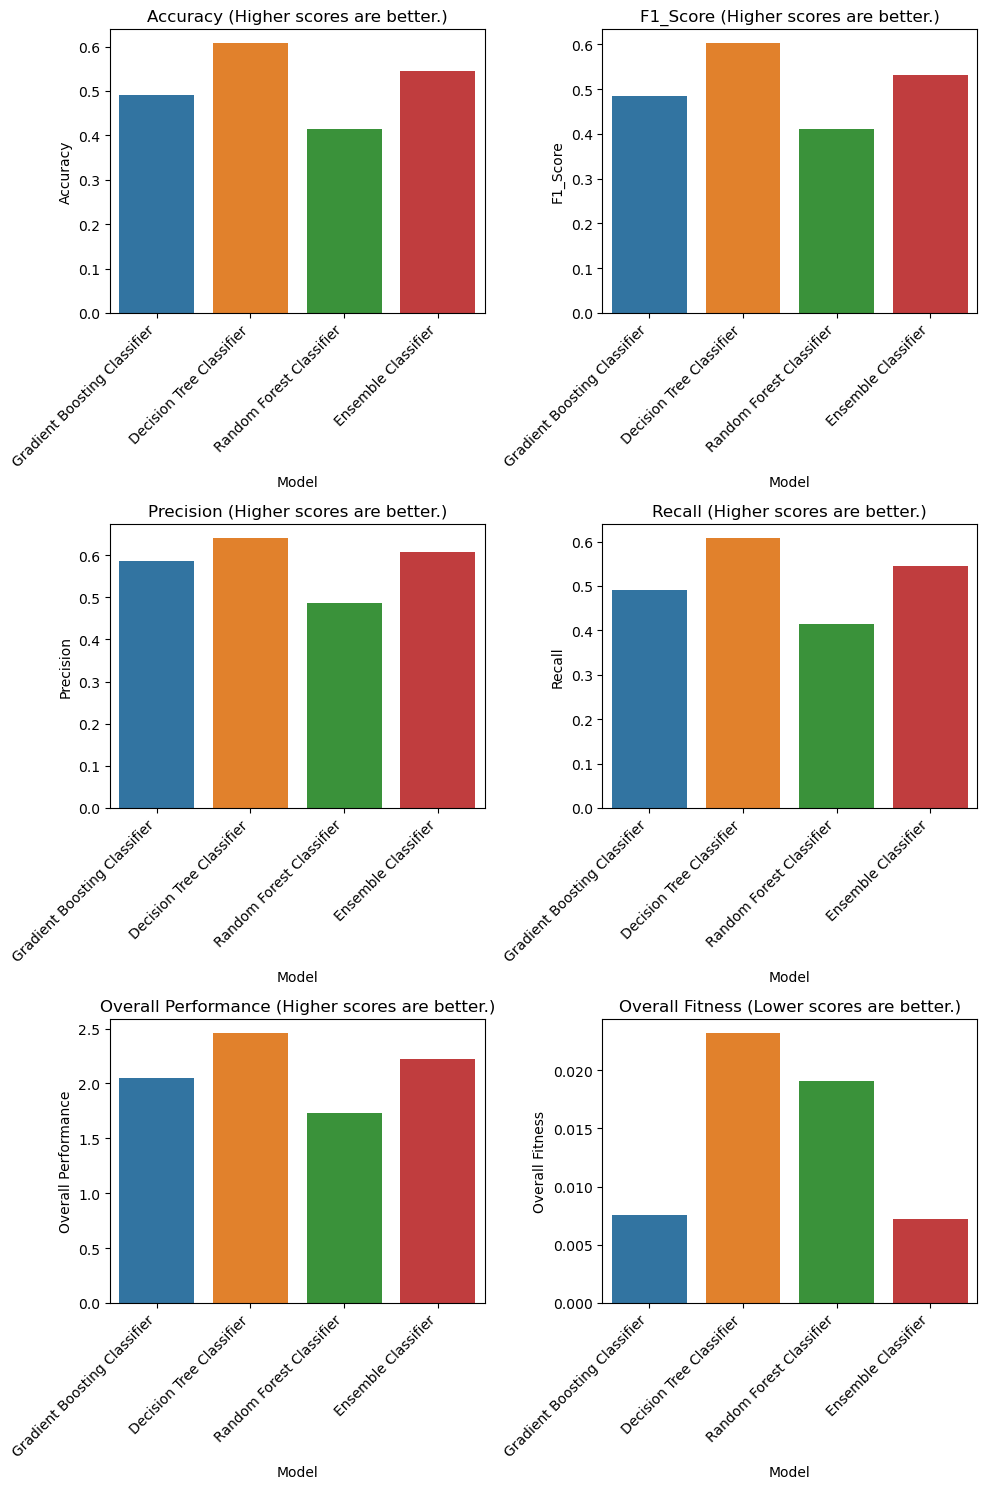 Accuracy (Higher scores are better.)
0.6
0.5
0.4
0.3
0.2
0.1
0.0
Accuracy
Gradient Boosting Classifier
Decision Tree Classifier
Random Forest Classifier
Ensemble Classifier
Model
F1_Score (Higher scores are better.)
0.6
0.5
0.4
0.3
0.2
0.1
0.0
F1_Score
Gradient Boosting Classifier
Decision Tree Classifier
Random Forest Classifier
Ensemble Classifier
Model
Precision (Higher scores are better.)
0.6
0.5
0.4
0.3
0.2
0.1
0.0
Precision
Gradient Boosting Classifier
Decision Tree Classifier
Random Forest Classifier
Ensemble Classifier
Model
Recall (Higher scores are better.)
0.6
0.5
0.4
0.3
0.2
0.1
0.0
Recall
Gradient Boosting Classifier
Decision Tree Classifier
Random Forest Classifier
Ensemble Classifier
Model
Overall Performance (Higher scores are better.)
2.5
2.0
1.5
1.0
0.5
0.0
Overall Performance
Gradient Boosting Classifier
Decision Tree Classifier
Random Forest Classifier
Ensemble Classifier
Model
Overall Fitness (Lower scores are better.)
0.020
0.015
0.010
0.005
0.000
Overall Fitness
Gradient Boosting Classifier
Decision Tree Classifier
Random Forest Classifier
Ensemble Classifier
Model